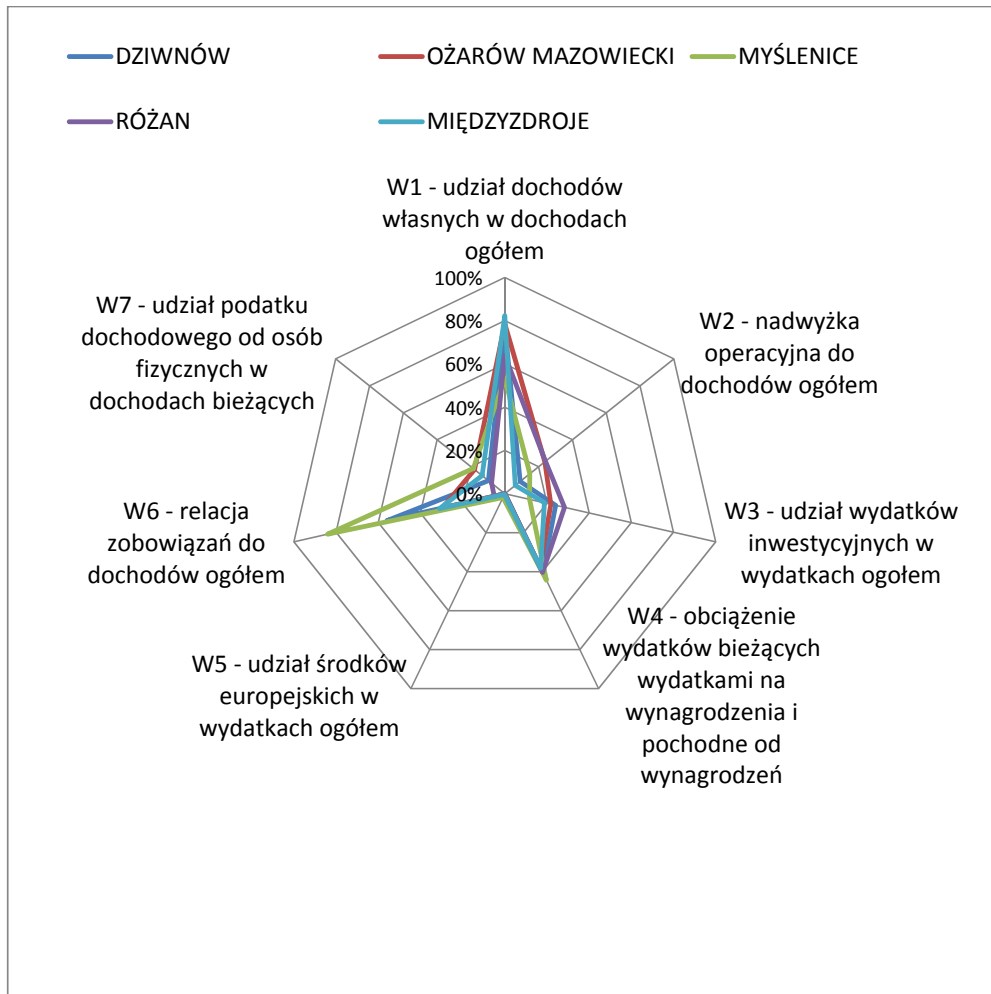 DZIWNÓW
OŻARÓW MAZOWIECKI
MYŚLENICE
RÓŻAN
MIĘDZYZDROJE
W1 - udział dochodów
własnych w dochodach
ogółem
W2 - nadwyżka
operacyjna do
dochodów ogółem
W3 - udział wydatków
inwestycyjnych w
wydatkach ogołem
W4 - obciążenie
wydatków bieżących
wydatkami na
wynagrodzenia i
pochodne od
wynagrodzeń
W5 - udział środków
europejskich w
wydatkach ogółem
W6 - relacja
zobowiązań do
dochodów ogółem
W7 - udział podatku
dochodowego od osób
fizycznych w
dochodach bieżących
100%
80%
60%
40%
20%
0%